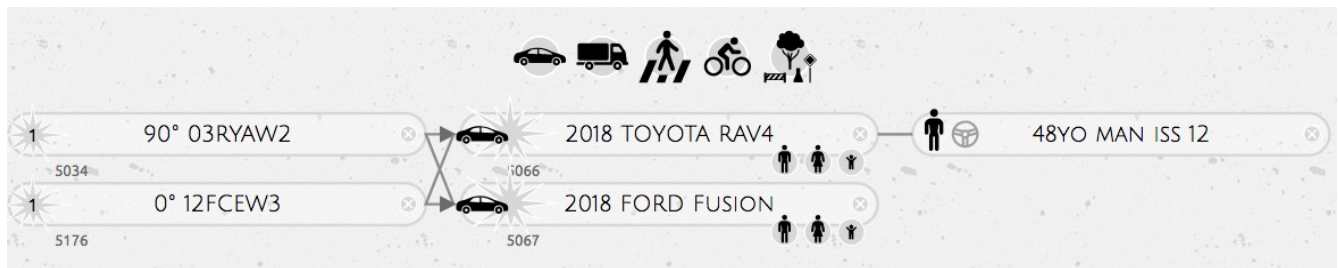 1 90° 03RYAW2 2018 TOYOTA RAV4 48YO MAN ISS 12
5034 5066
1 0° 12FCEW3 2018 FORD FUSION
5176 5067